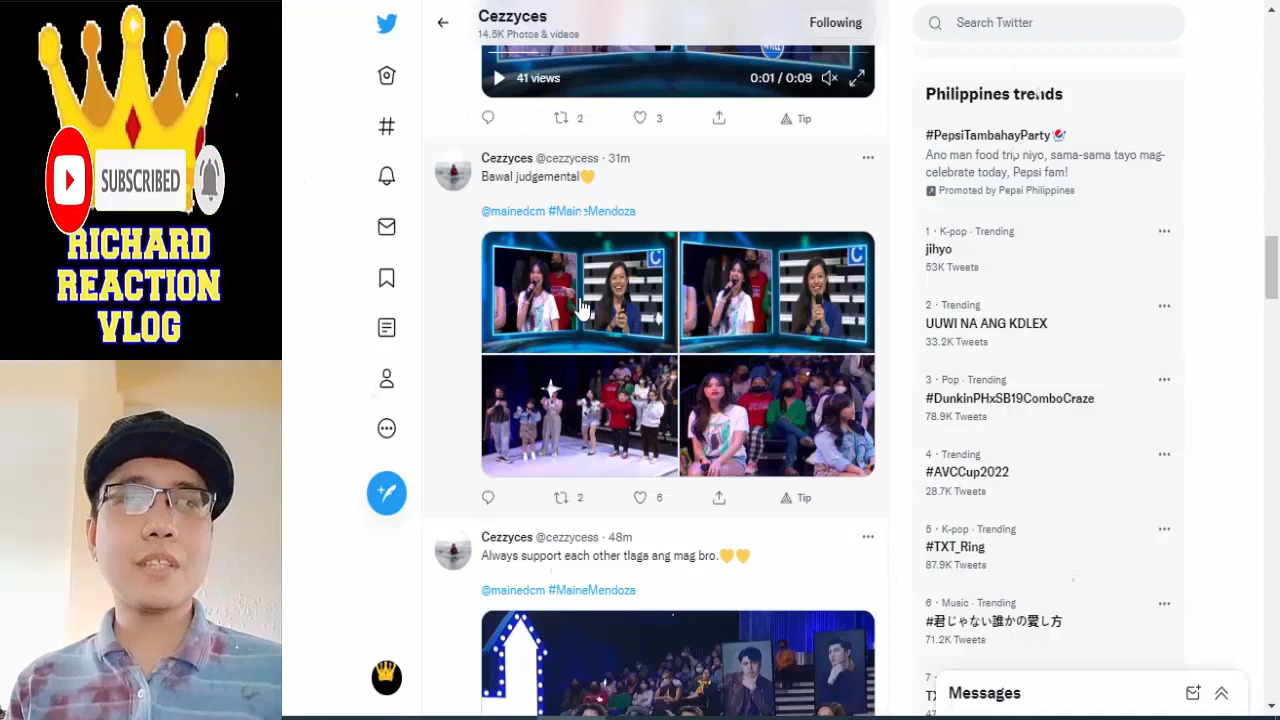 SUBSCRIBED
RICHARD
REACTION
VLOG
Cezzyces
14.5K Photos & videos
Following
41 views
0:01 / 0:09
2
3
Tip
Cezzyces @cezzycess · 31m
Bawal judgemental💛
@mainedcm #MaineMendoza
C
C
2
6
Tip
Cezzyces @cezzycess · 48m
Always support each other tlaga ang mag bro.💛💛
@mainedcm #MaineMendoza
Search Twitter
Philippines trends
#PepsiTambahayParty
Ano man food trip niyo, sama-sama tayo mag-
celebrate today, Pepsi fam!
Promoted by Pepsi Philippines
1 · K-pop · Trending
jihyo
53K Tweets
2 · Trending
UUWI NA ANG KDLEX
33.2K Tweets
3 · Pop · Trending
#DunkinPHxSB19ComboCraze
78.9K Tweets
4 · Trending
#AVCCup2022
28.7K Tweets
5 · K-pop · Trending
#TXT_Ring
87.9K Tweets
6 · Music · Trending
#君じゃない誰かの愛し方
71.2K Tweets
Messages